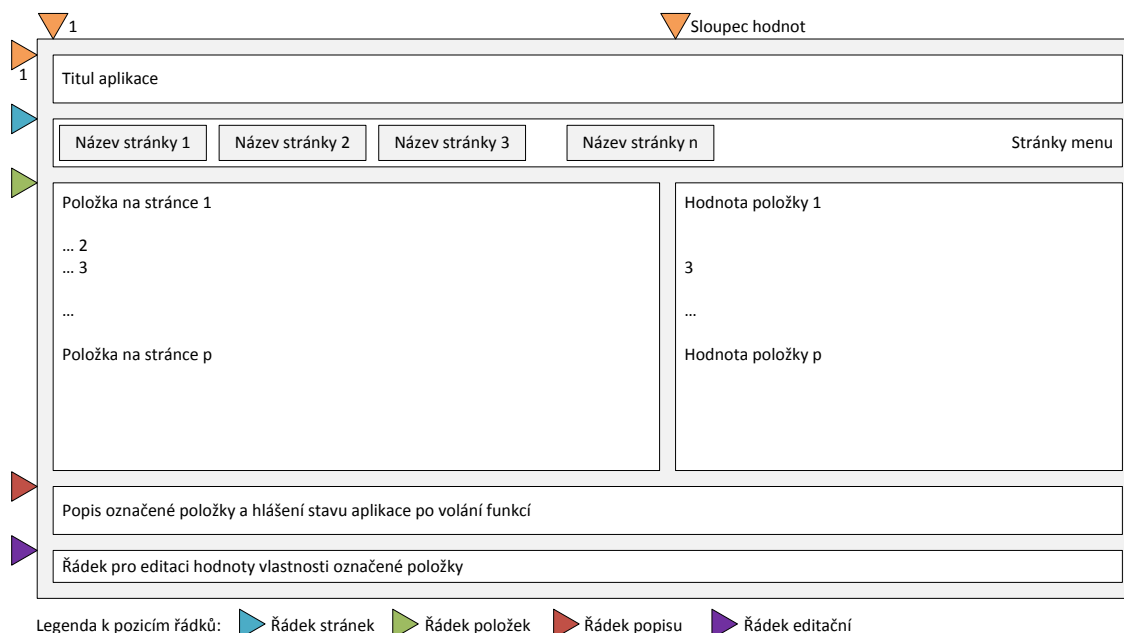 1
Sloupec hodnot
1
Titul aplikace
Název stránky 1
Název stránky 2
Název stránky 3
Název stránky n
Stránky menu
Položka na stránce 1
Hodnota položky 1
... 2
... 3
3
...
...
Položka na stránce p
Hodnota položky p
Popis označené položky a hlášení stavu aplikace po volání funkcí
Řádek pro editaci hodnoty vlastnosti označené položky
Legenda k pozicím řádků:
Řádek stránek
Řádek položek
Řádek popisu
Řádek editační